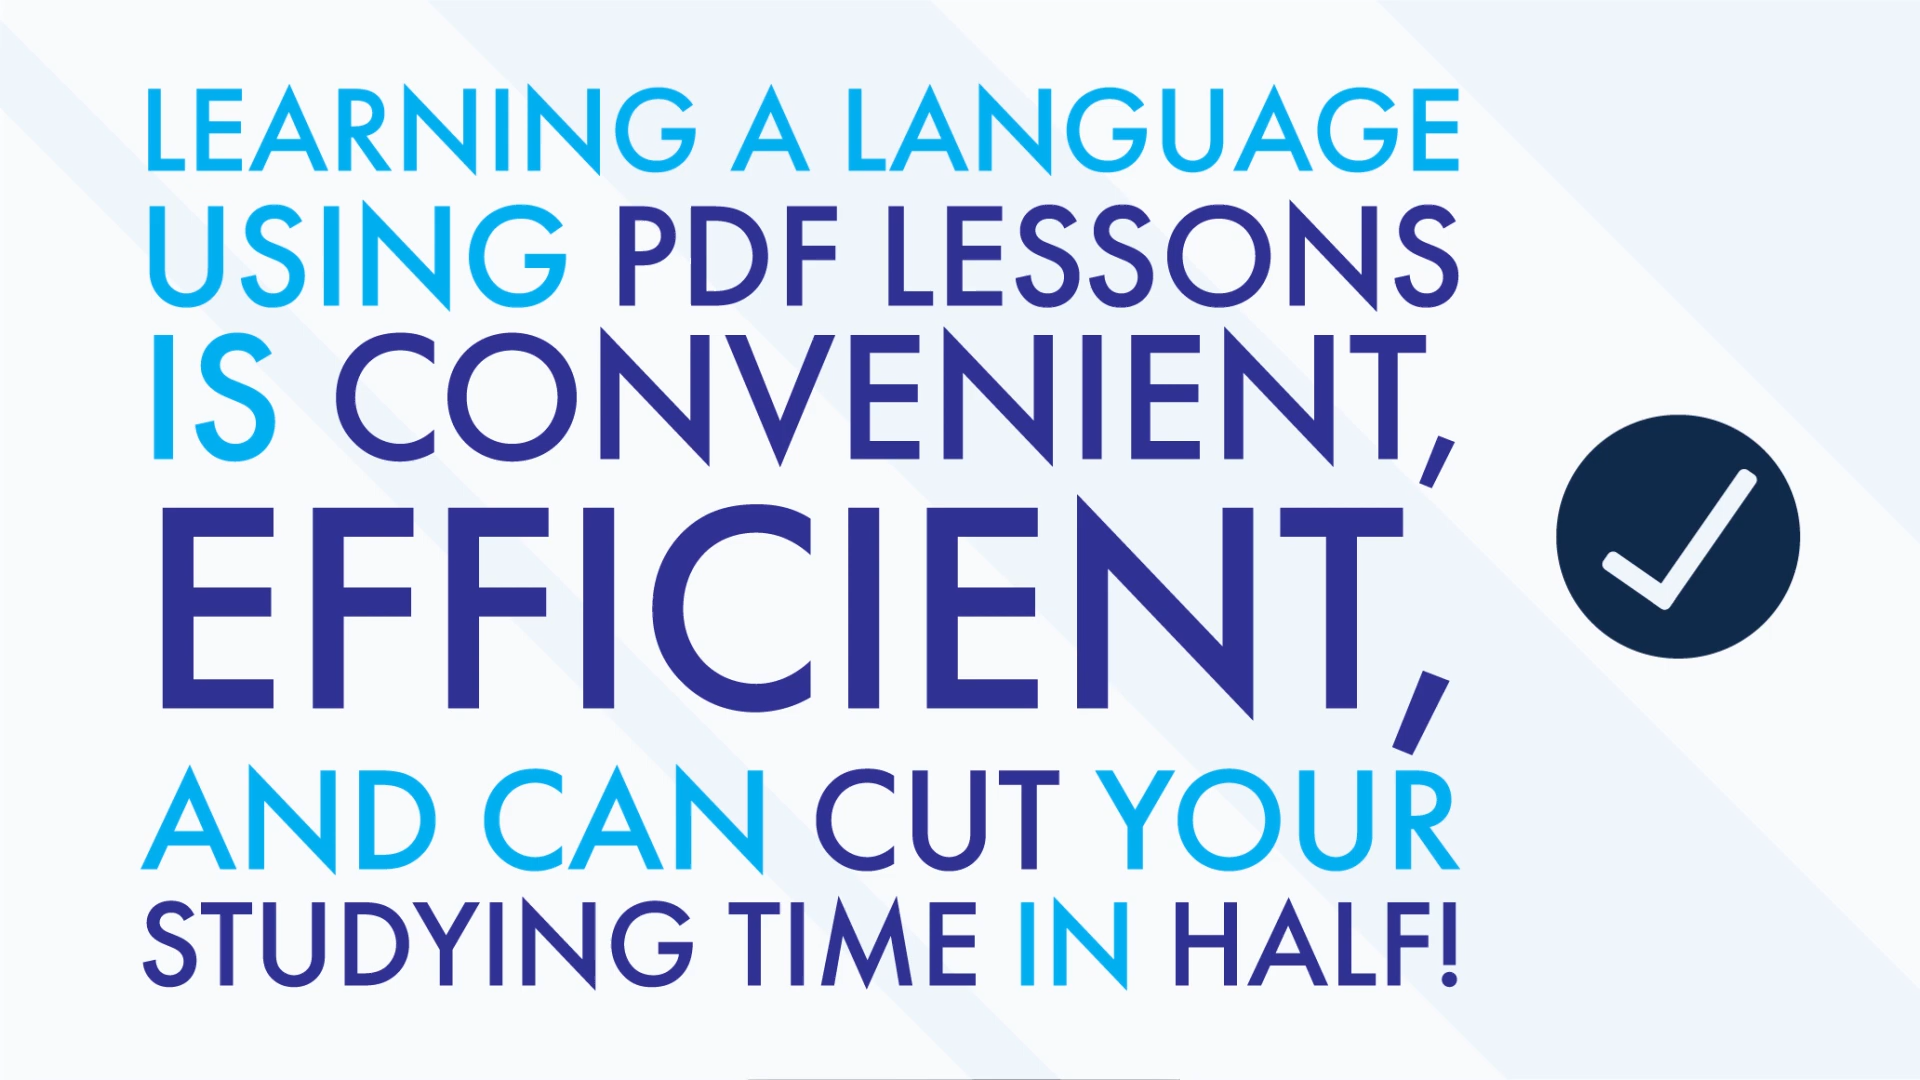 LEARNING A LANGUAGE
USING PDF LESSONS
IS CONVENIENT,
EFFICIENT,
AND CAN CUT YOUR
STUDYING TIME IN HALF!